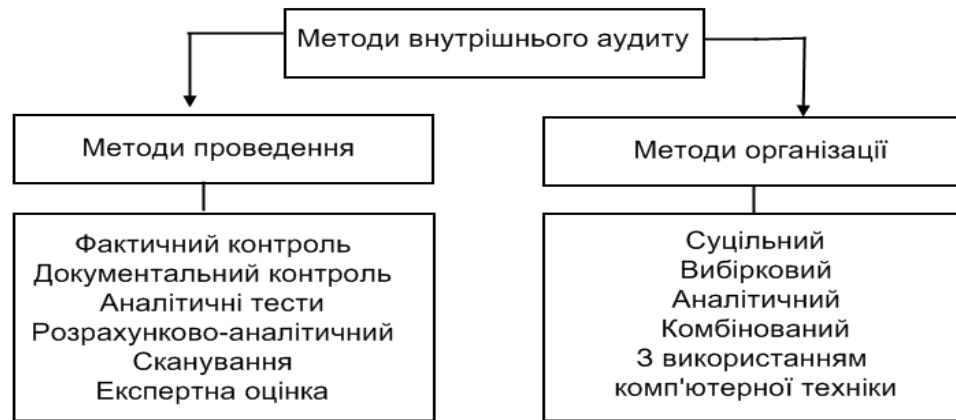 Методи внутрішнього аудиту
Методи проведення
Методи організації
Фактичний контроль
Документальний контроль
Аналітичні тести
Розрахунково-аналітичний
Сканування
Експертна оцінка
Суцільний
Вибірковий
Аналітичний
Комбінований
З використанням
комп'ютерної техніки